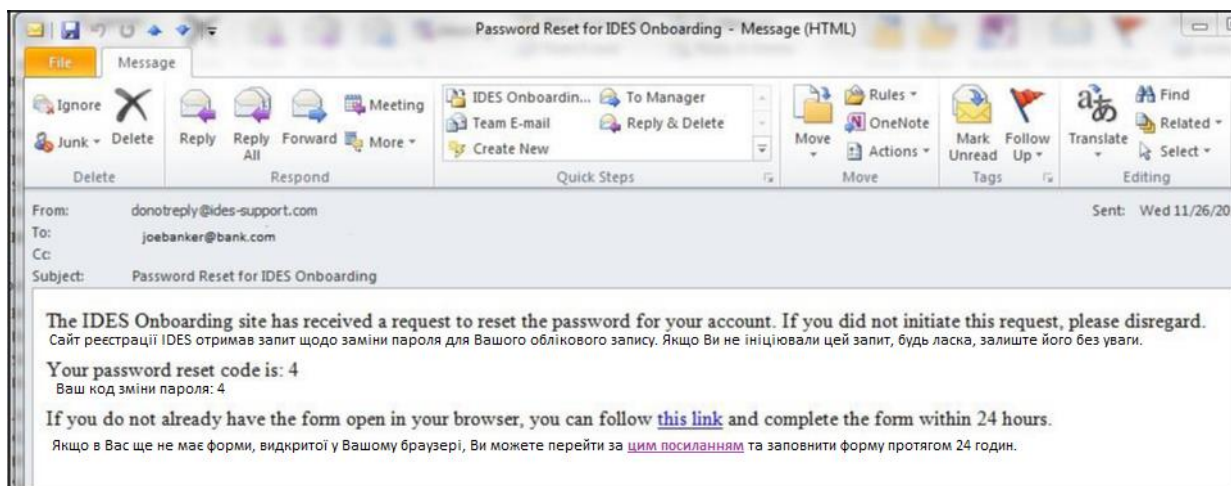 Password Reset for IDES Onboarding - Message (HTML)
File Message
Ignore
Junk
Delete
Reply
Reply All
Forward
Meeting
More
IDES Onboardin... To Manager
Team E-mail Reply & Delete
Create New
Move
Rules
OneNote
Actions
Mark Unread
Follow Up
Translate
Find
Related
Select
Delete Respond Quick Steps Move Tags Editing
From: donotreply@ides-support.com Sent: Wed 11/26/20
To: joebanker@bank.com
Cc:
Subject: Password Reset for IDES Onboarding
The IDES Onboarding site has received a request to reset the password for your account. If you did not initiate this request, please disregard.
Сайт реєстрації IDES отримав запит щодо заміни пароля для Вашого облікового запису. Якщо Ви не ініціювали цей запит, будь ласка, залиште його без уваги.
Your password reset code is: 4
Ваш код зміни пароля: 4
If you do not already have the form open in your browser, you can follow this link and complete the form within 24 hours.
Якщо в Вас ще не має форми, видкритої у Вашому браузері, Ви можете перейти за цим посиланням та заповнити форму протягом 24 годин.